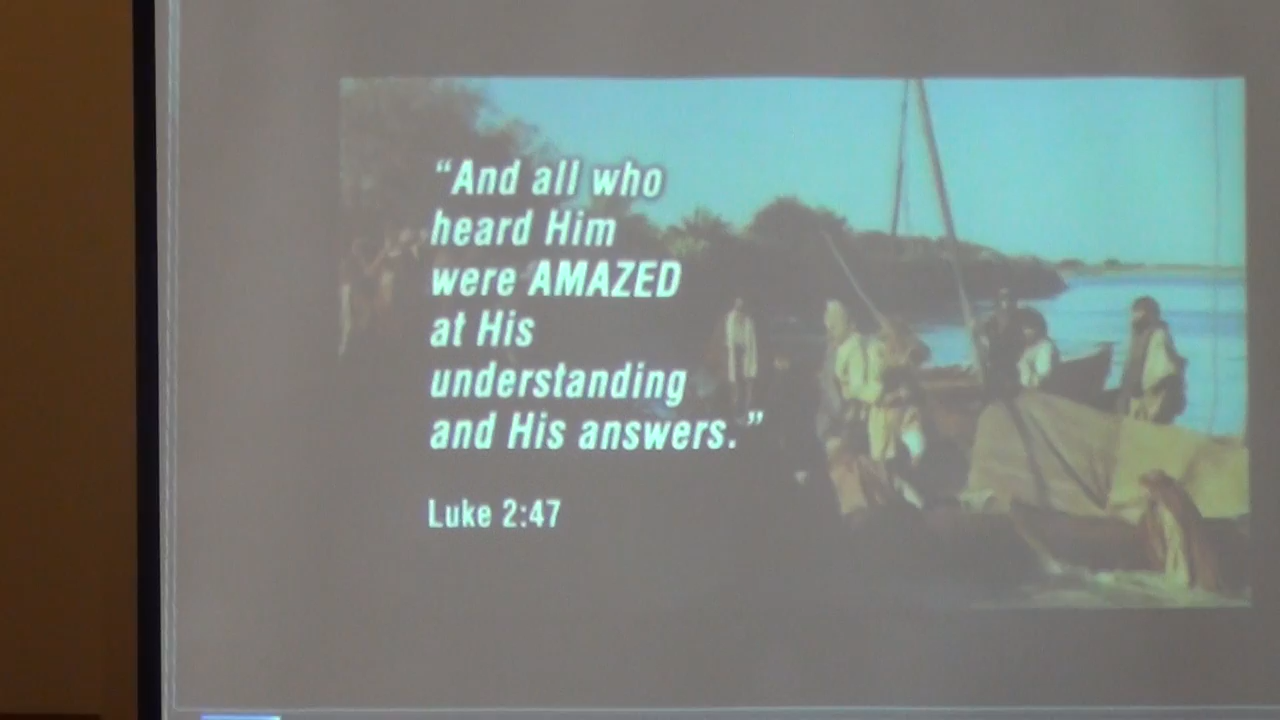 “And all who
heard Him
were AMAZED
at His
understanding
and His answers.”
Luke 2:47